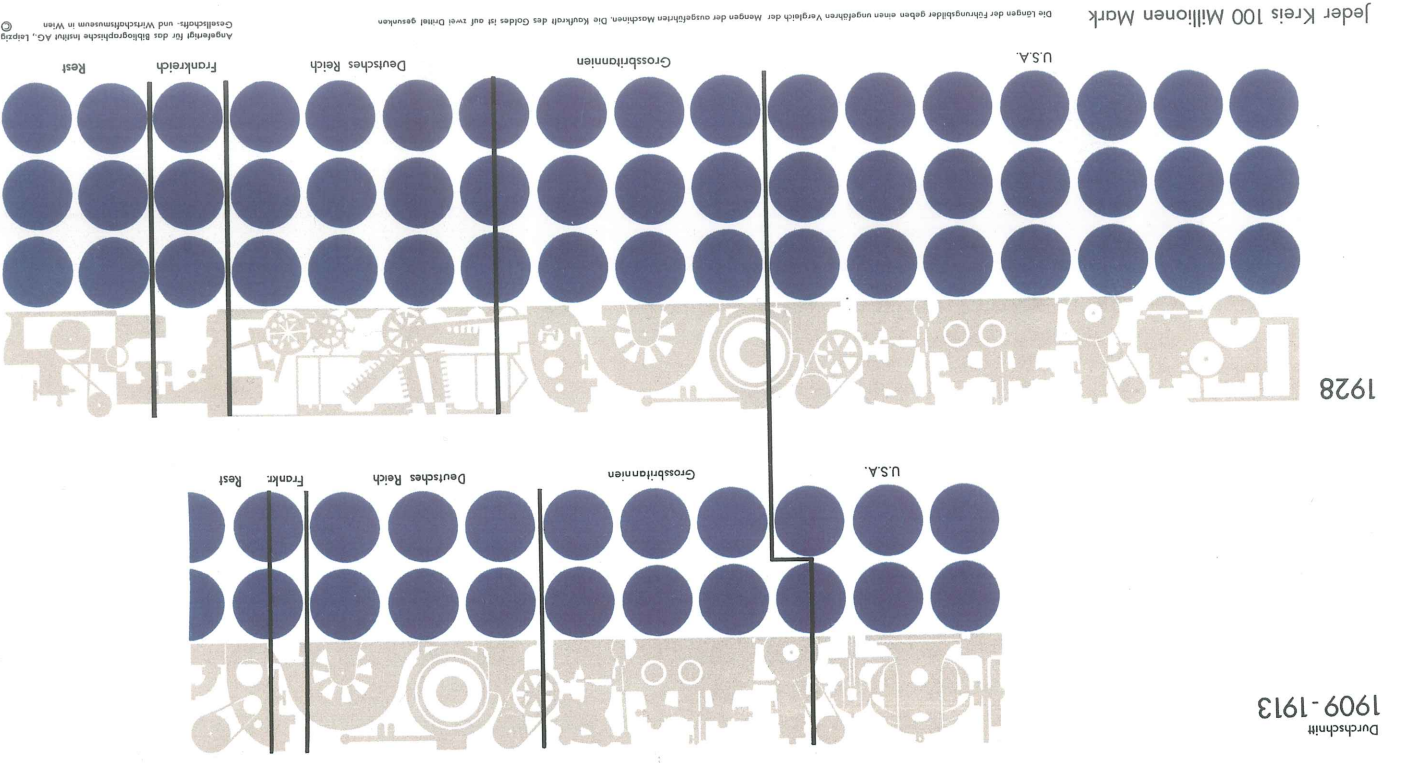 Durchschnitt
1909-1913
U.S.A. Grossbritannien Deutsches Reich Frankr. Rest
1928
U.S.A. Grossbritannien Deutsches Reich Frankreich Rest
Jeder Kreis 100 Millionen Mark
Die Längen der Führungsbilder geben einen ungefähren Vergleich der Mengen der ausgeführten Maschinen. Die Kaufkraft des Goldes ist auf zwei Drittel gesunken
Angefertigt für das Bibliographische Institut AG., Leipzig
Gesellschafts- und Wirtschaftsmuseum in Wien
©